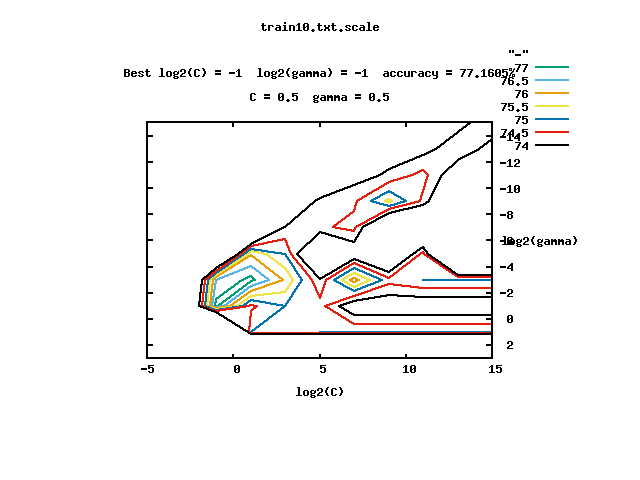 train10.txt.scale
"-"
Best log2(C) = -1  log2(gamma) = -1  accuracy = 77.1605%
77
76.5
C = 0.5  gamma = 0.5
76
75.5
75
74.5
74
-14
-12
-10
-8
-6
log2(gamma)
-4
-2
0
2
-5 0 5 10 15
log2(C)